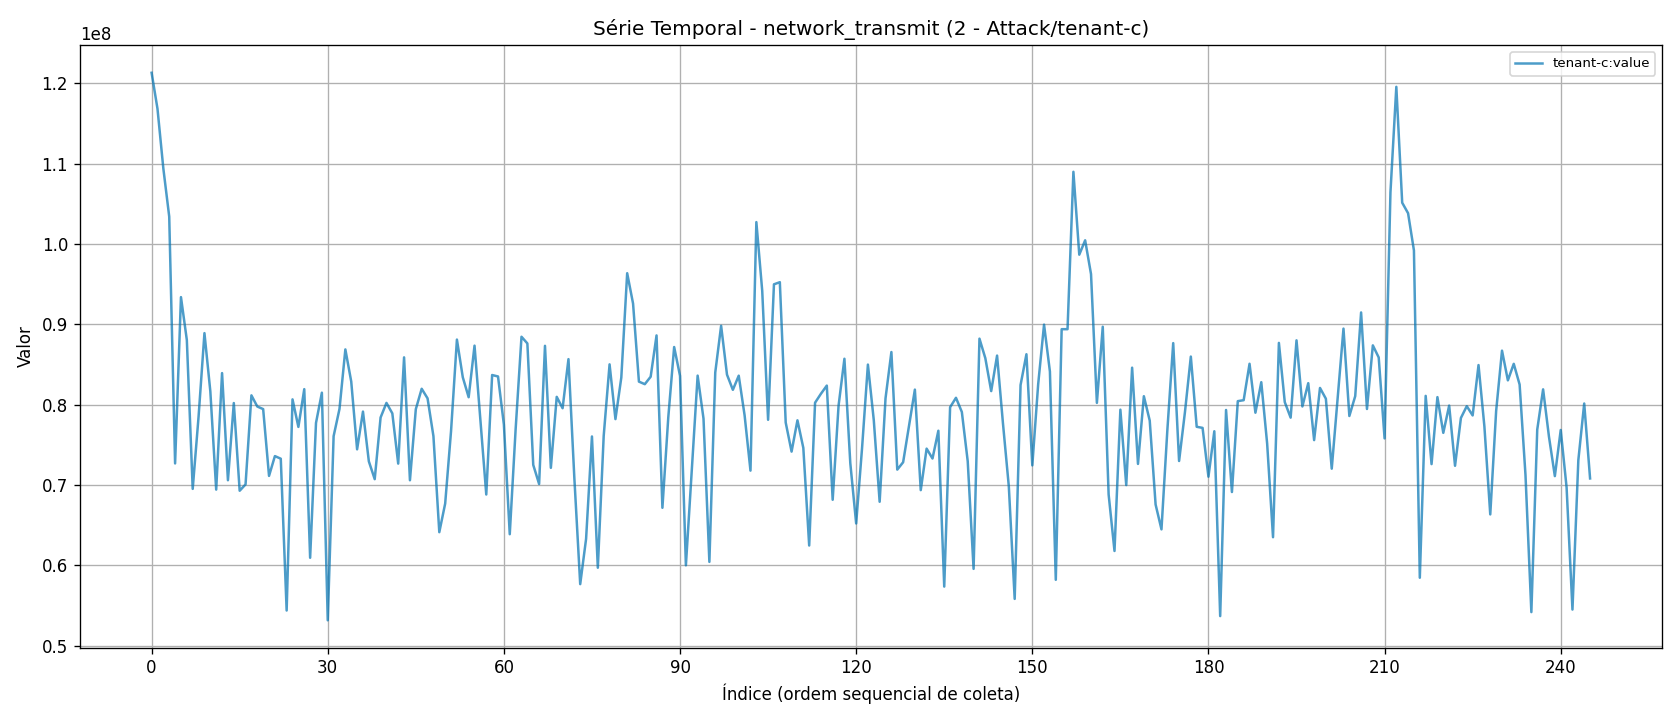 Série Temporal - network_transmit (2 - Attack/tenant-c)
1e8
tenant-c:value
1.2
1.1
1.0
0.9
0.8
0.7
0.6
0.5
Valor
0 30 60 90 120 150 180 210 240
Índice (ordem sequencial de coleta)